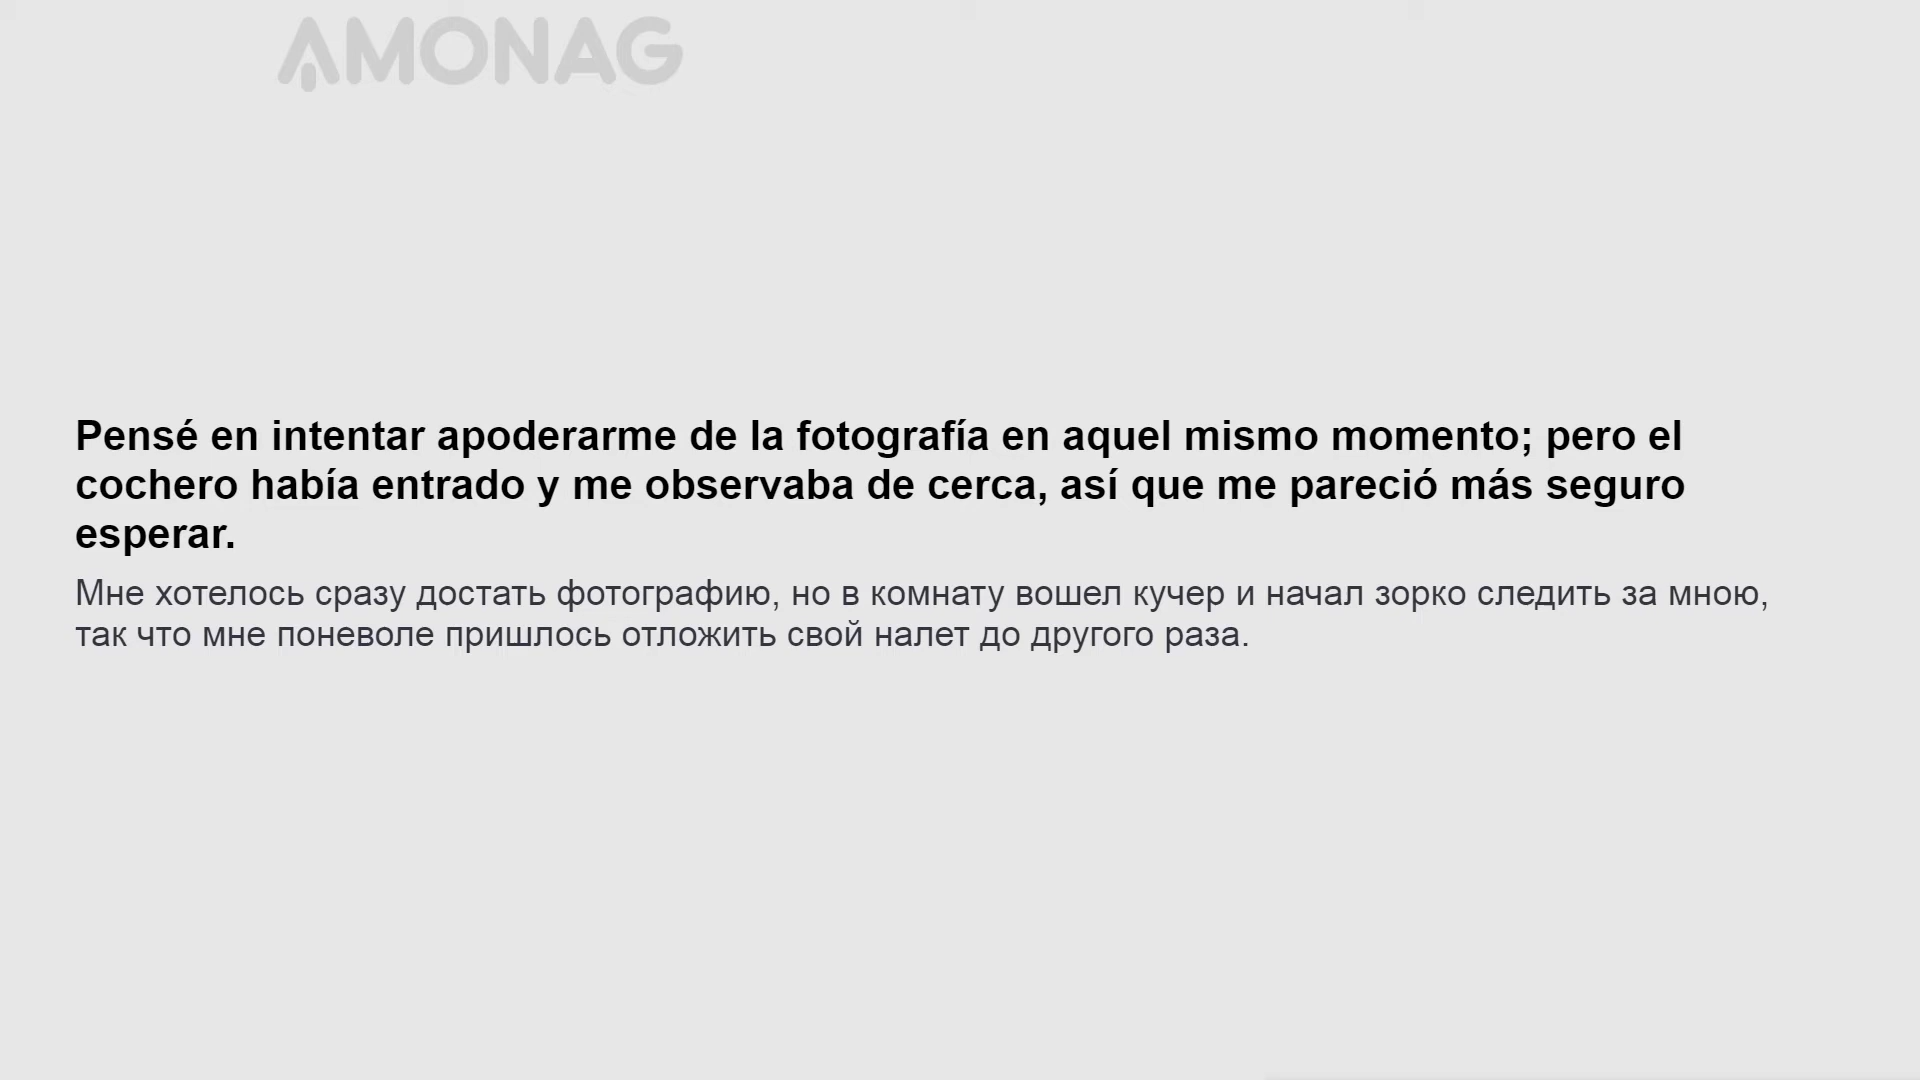 AMONAG
Pensé en intentar apoderarme de la fotografía en aquel mismo momento; pero el
cochero había entrado y me observaba de cerca, así que me pareció más seguro
esperar.
Мне хотелось сразу достать фотографию, но в комнату вошел кучер и начал зорко следить за мною,
так что мне поневоле пришлось отложить свой налет до другого раза.